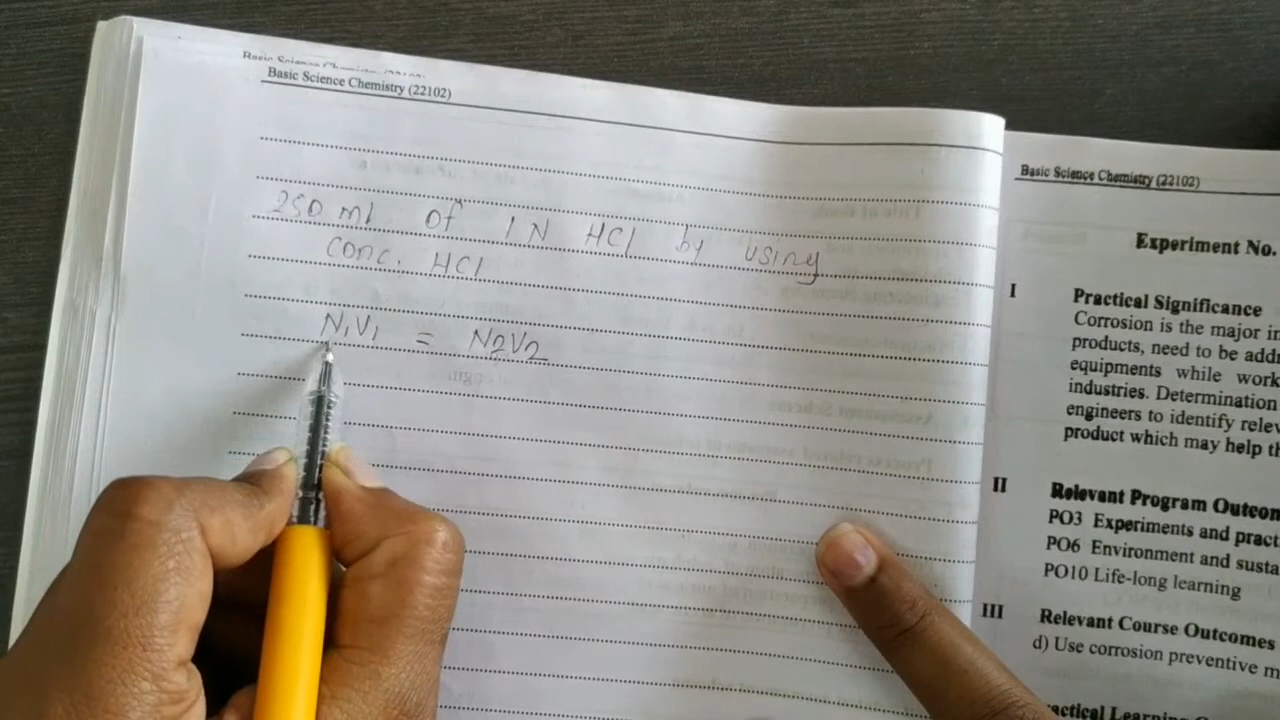 Basic Science Chemistry (22102)
250 ml. of 1 N HCl by using
conc. HCl
N1V1 = N2V2
Basic Science Chemistry (22102)
Experiment No.
I Practical Significance
Corrosion is the major in
products, need to be addr
equipments while work
industries. Determination
engineers to identify relev
product which may help th
II Relevant Program Outcom
PO3 Experiments and pract
PO6 Environment and susta
PO10 Life-long learning
III Relevant Course Outcomes
d) Use corrosion preventive m